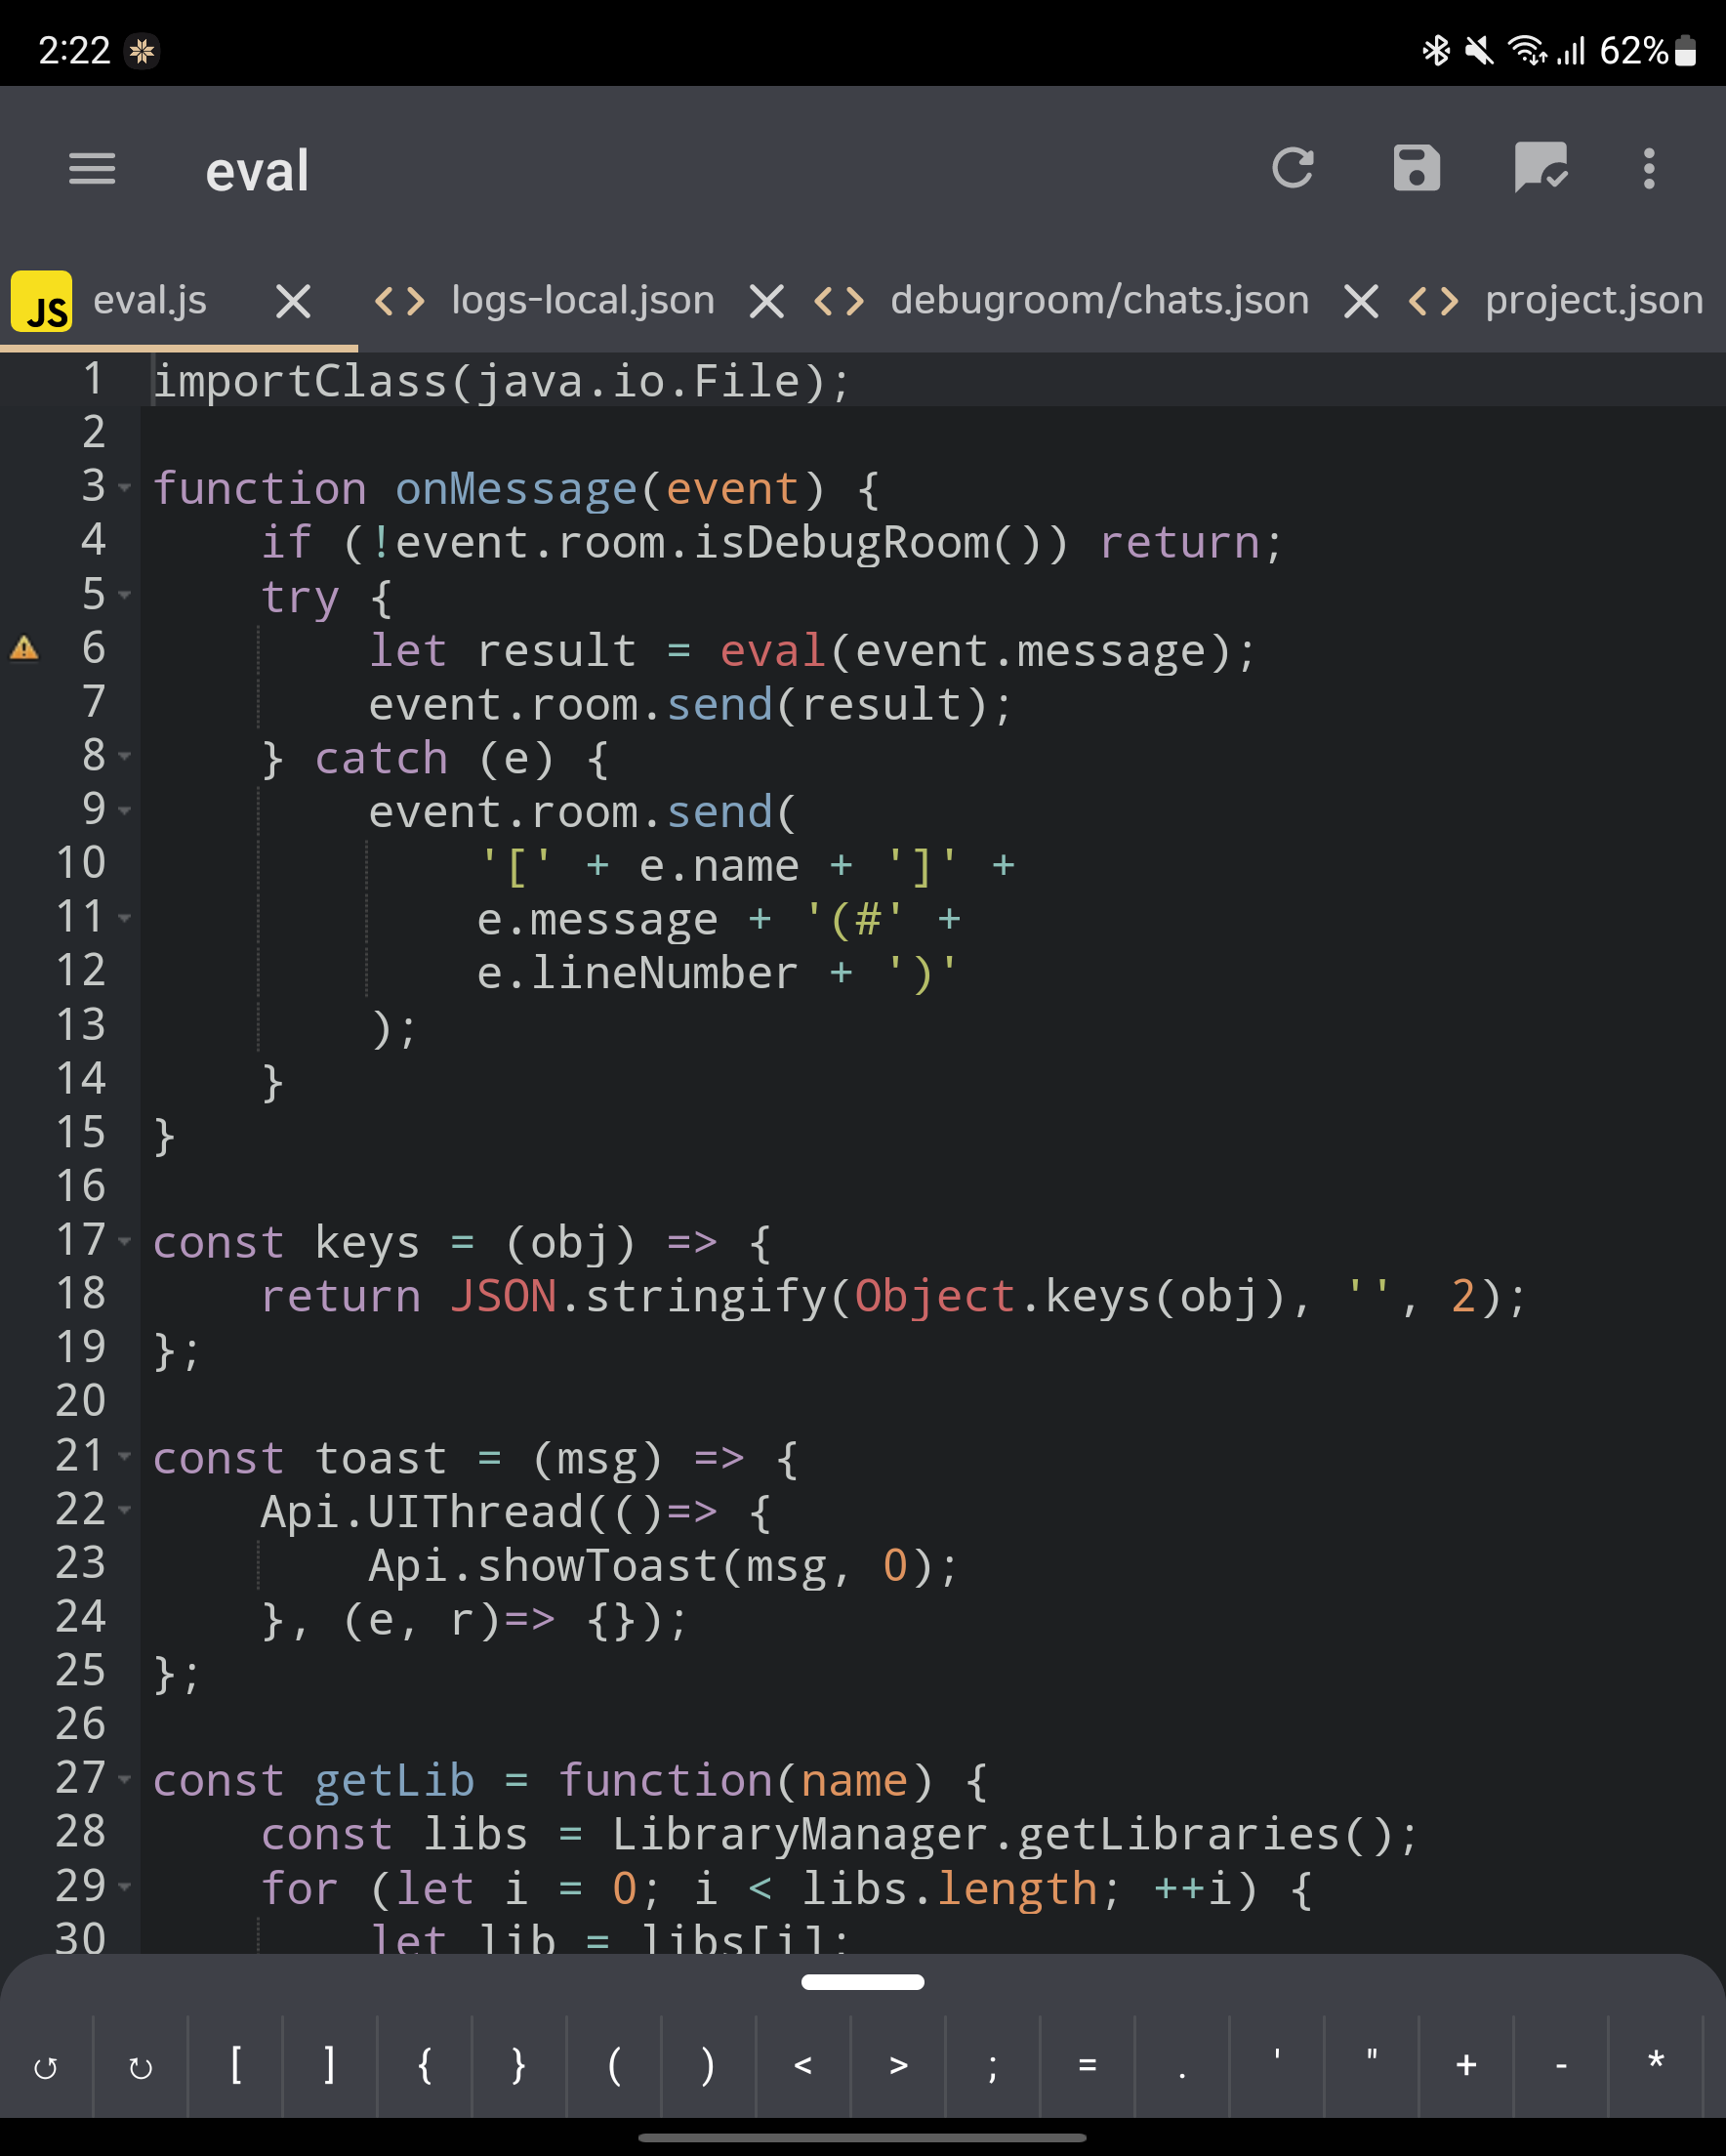 2:22 62%
eval
JS eval.js logs-local.json debugroom/chats.json project.json
1 importClass(java.io.File);
2
3 function onMessage(event) {
4     if (!event.room.isDebugRoom()) return;
5     try {
6         let result = eval(event.message);
7         event.room.send(result);
8     } catch (e) {
9         event.room.send(
10             '[' + e.name + ']' +
11             e.message + '(#' +
12             e.lineNumber + ')'
13         );
14     }
15 }
16
17 const keys = (obj) => {
18     return JSON.stringify(Object.keys(obj), '', 2);
19 };
20
21 const toast = (msg) => {
22     Api.UIThread(()=> {
23         Api.showToast(msg, 0);
24     }, (e, r)=> {});
25 };
26
27 const getLib = function(name) {
28     const libs = LibraryManager.getLibraries();
29     for (let i = 0; i < libs.length; ++i) {
30         let lib = libs[i];
[ ] { } ( ) < > ; = . ' " + - *